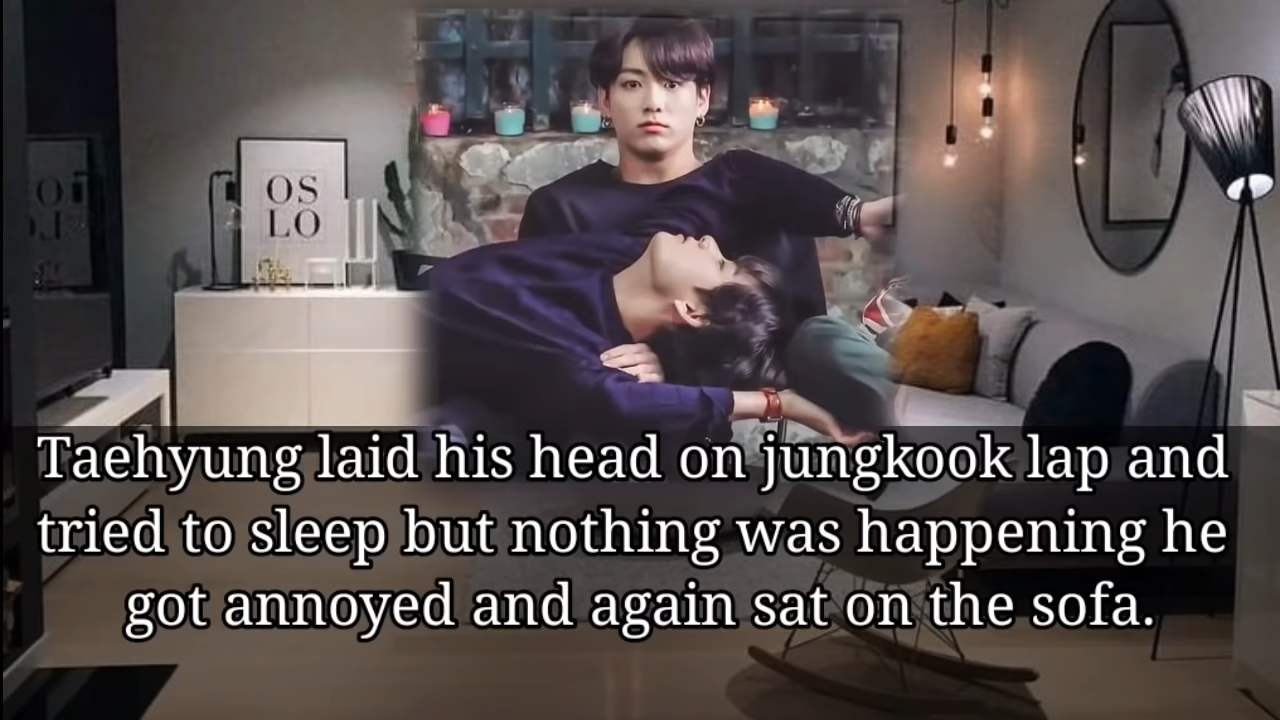 OS
LO
Taehyung laid his head on jungkook lap and
tried to sleep but nothing was happening he
got annoyed and again sat on the sofa.